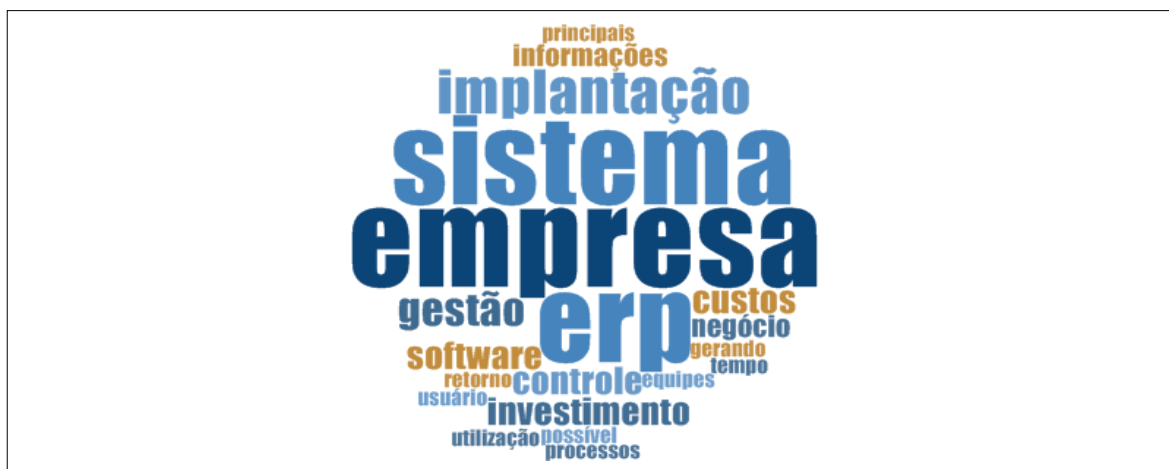 principais
informações
implantação
sistema
empresa
gestão erp custos
negócio
software gerando
tempo
retorno controle equipes
usuário
investimento
utilização possível
processos